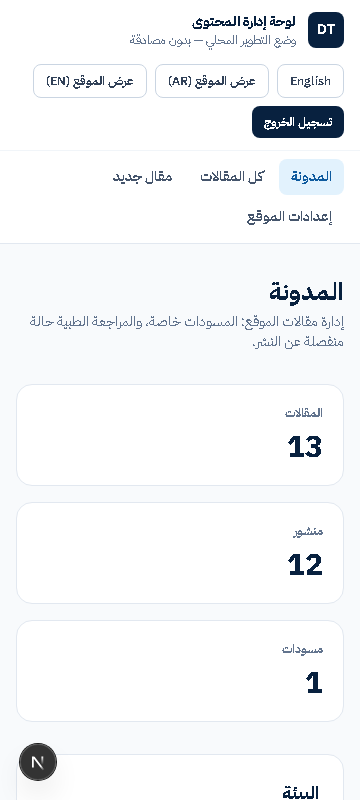 DT
لوحة إدارة المحتوى
وضع التطوير المحلي — بدون مصادقة
English
عرض الموقع (AR)
عرض الموقع (EN)
تسجيل الخروج
المدونة
كل المقالات
مقال جديد
إعدادات الموقع
المدونة
إدارة مقالات الموقع: المسودات خاصة، والمراجعة الطبية حالة
منفصلة عن النشر.
المقالات
13
منشور
12
مسودات
1
N
البيئة